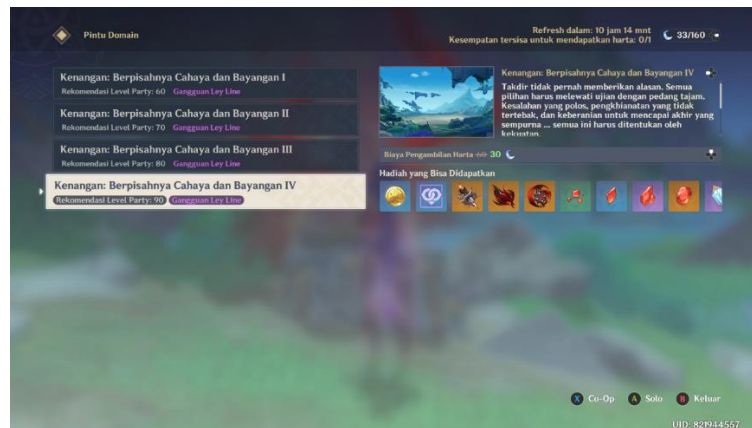 Pintu Domain
Refresh dalam: 10 jam 14 mnt
Kesempatan tersisa untuk mendapatkan harta: 0/1
33/160
Kenangan: Berpisahnya Cahaya dan Bayangan I
Rekomendasi Level Party: 60 Gangguan Ley Line
Kenangan: Berpisahnya Cahaya dan Bayangan II
Rekomendasi Level Party: 70 Gangguan Ley Line
Kenangan: Berpisahnya Cahaya dan Bayangan III
Rekomendasi Level Party: 80 Gangguan Ley Line
Kenangan: Berpisahnya Cahaya dan Bayangan IV
Rekomendasi Level Party: 90 Gangguan Ley Line
Kenangan: Berpisahnya Cahaya dan Bayangan IV
Takdir tidak pernah memberikan alasan. Semua
pilihan harus melewati ujian dengan pedang tajam.
Kesalahan yang polos, pengkhianatan yang tidak
tertebak, dan keberanian untuk mencapai akhir yang
sempurna ... semua ini harus ditentukan oleh
kekuatan.
Biaya Pengambilan Harta 60 30
Hadiah yang Bisa Didapatkan
X Co-Op A Solo B Keluar
UID: 821944557